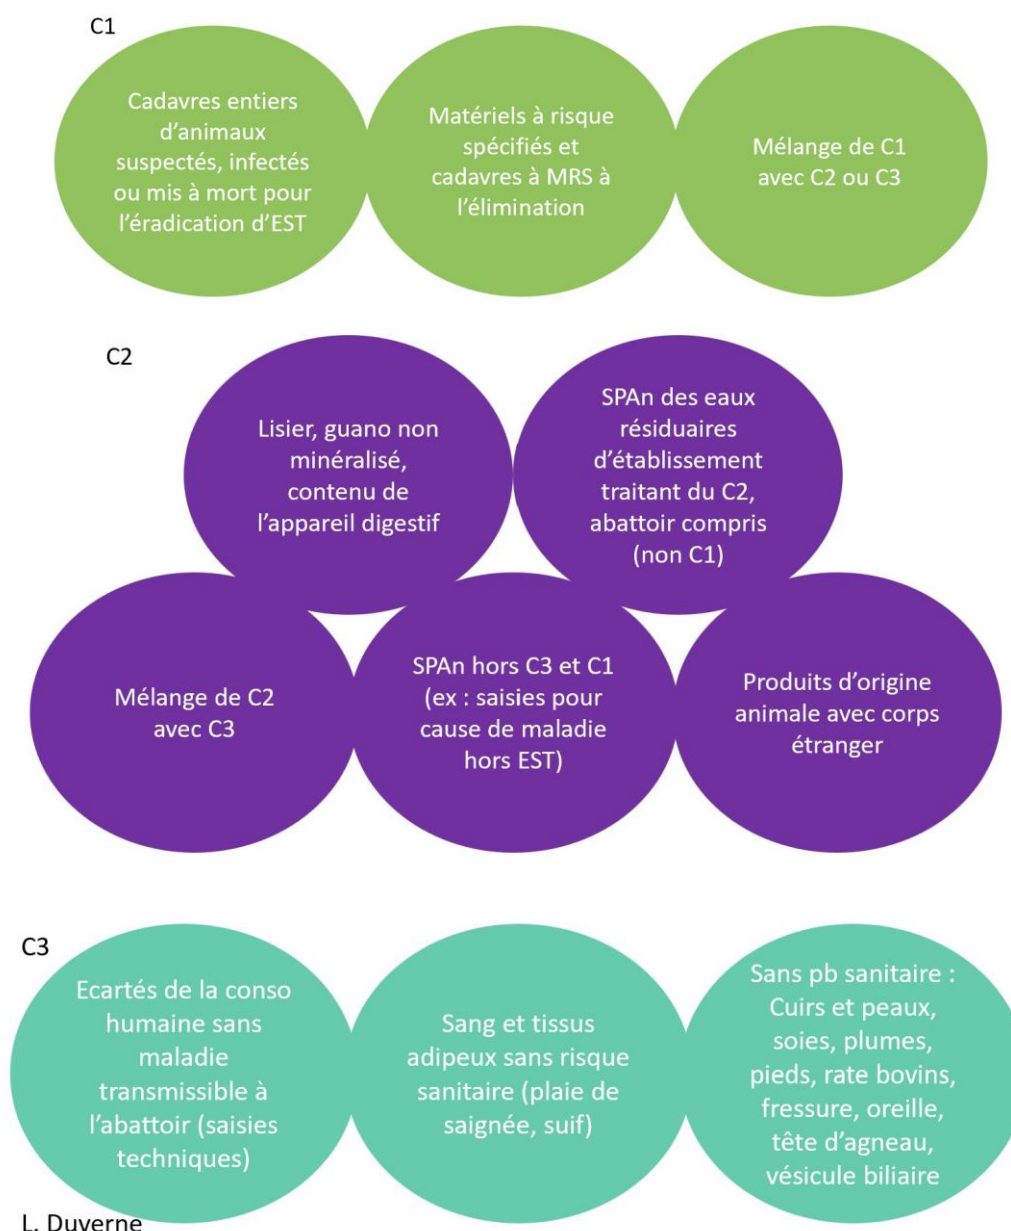 C1
Cadavres entiers
d’animaux
suspectés, infectés
ou mis à mort pour
l’éradication d’EST
Matériels à risque
spécifiés et
cadavres à MRS à
l’élimination
Mélange de C1
avec C2 ou C3
C2
Lisier, guano non
minéralisé,
contenu de
l’appareil digestif
SPAn des eaux
résiduaires
d’établissement
traitant du C2,
abattoir compris
(non C1)
Mélange de C2
avec C3
SPAn hors C3 et C1
(ex : saisies pour
cause de maladie
hors EST)
Produits d’origine
animale avec corps
étranger
C3
Ecartés de la conso
humaine sans
maladie
transmissible à
l’abattoir (saisies
techniques)
Sang et tissus
adipeux sans risque
sanitaire (plaie de
saignée, suif)
Sans pb sanitaire :
Cuirs et peaux,
soies, plumes,
pieds, rate bovins,
fressure, oreille,
tête d’agneau,
vésicule biliaire
L. Duverne